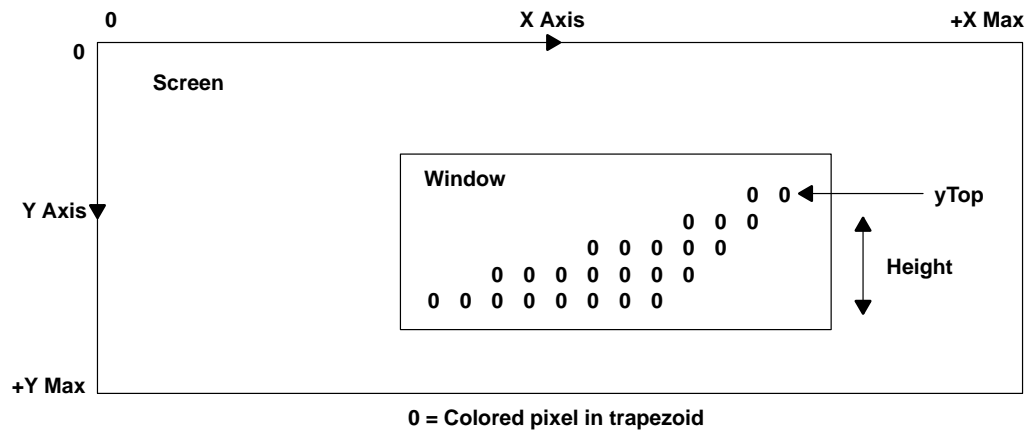 0 X Axis +X Max
0
Screen
Window
0 0 yTop
Y Axis
0 0 0
0 0 0 0 0
Height
0 0 0 0 0 0 0
0 0 0 0 0 0 0 0
+Y Max
0 = Colored pixel in trapezoid